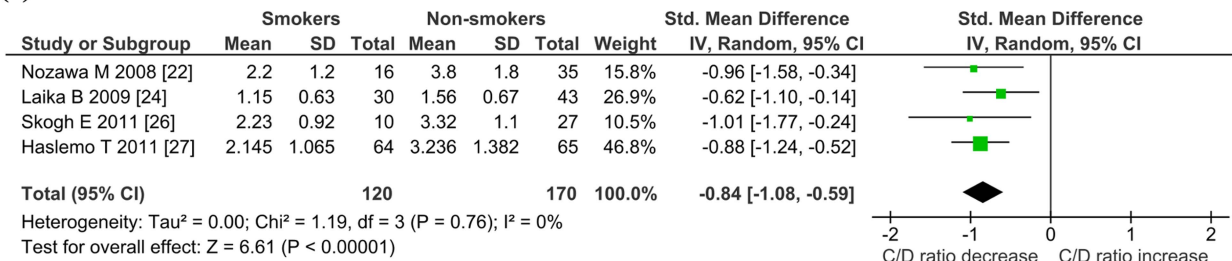 Smokers Non-smokers Std. Mean Difference Std. Mean Difference
Study or Subgroup Mean SD Total Mean SD Total Weight IV, Random, 95% CI IV, Random, 95% CI
Nozawa M 2008 [22] 2.2 1.2 16 3.8 1.8 35 15.8% -0.96 [-1.58, -0.34]
Laika B 2009 [24] 1.15 0.63 30 1.56 0.67 43 26.9% -0.62 [-1.10, -0.14]
Skogh E 2011 [26] 2.23 0.92 10 3.32 1.1 27 10.5% -1.01 [-1.77, -0.24]
Haslemo T 2011 [27] 2.145 1.065 64 3.236 1.382 65 46.8% -0.88 [-1.24, -0.52]
Total (95% CI) 120 170 100.0% -0.84 [-1.08, -0.59]
Heterogeneity: Tau² = 0.00; Chi² = 1.19, df = 3 (P = 0.76); I² = 0%
Test for overall effect: Z = 6.61 (P < 0.00001)
-2 -1 0 1 2
C/D ratio decrease C/D ratio increase